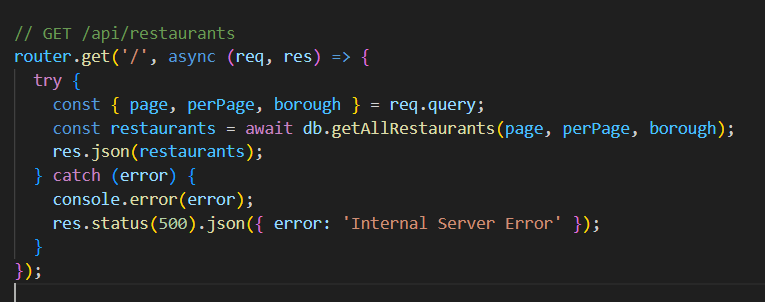 // GET /api/restaurants
router.get('/', async (req, res) => {
  try {
    const { page, perPage, borough } = req.query;
    const restaurants = await db.getAllRestaurants(page, perPage, borough);
    res.json(restaurants);
  } catch (error) {
    console.error(error);
    res.status(500).json({ error: 'Internal Server Error' });
  }
});